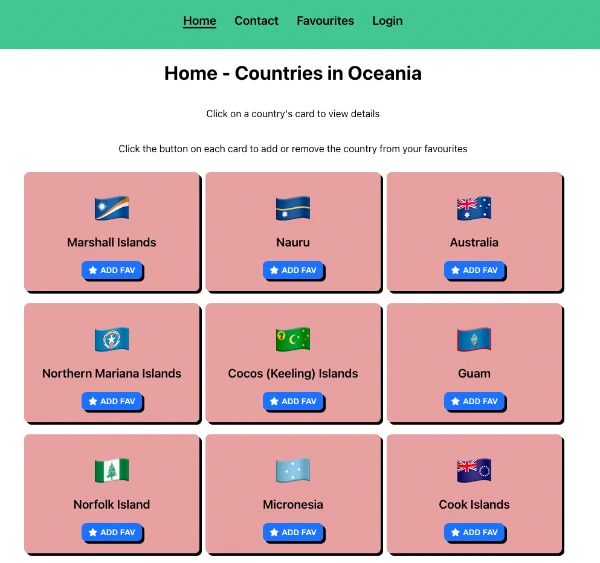 Home Contact Favourites Login
Home - Countries in Oceania
Click on a country's card to view details
Click the button on each card to add or remove the country from your favourites
Marshall Islands
ADD FAV
Nauru
ADD FAV
Australia
ADD FAV
Northern Mariana Islands
ADD FAV
Cocos (Keeling) Islands
ADD FAV
Guam
ADD FAV
Norfolk Island
ADD FAV
Micronesia
ADD FAV
Cook Islands
ADD FAV